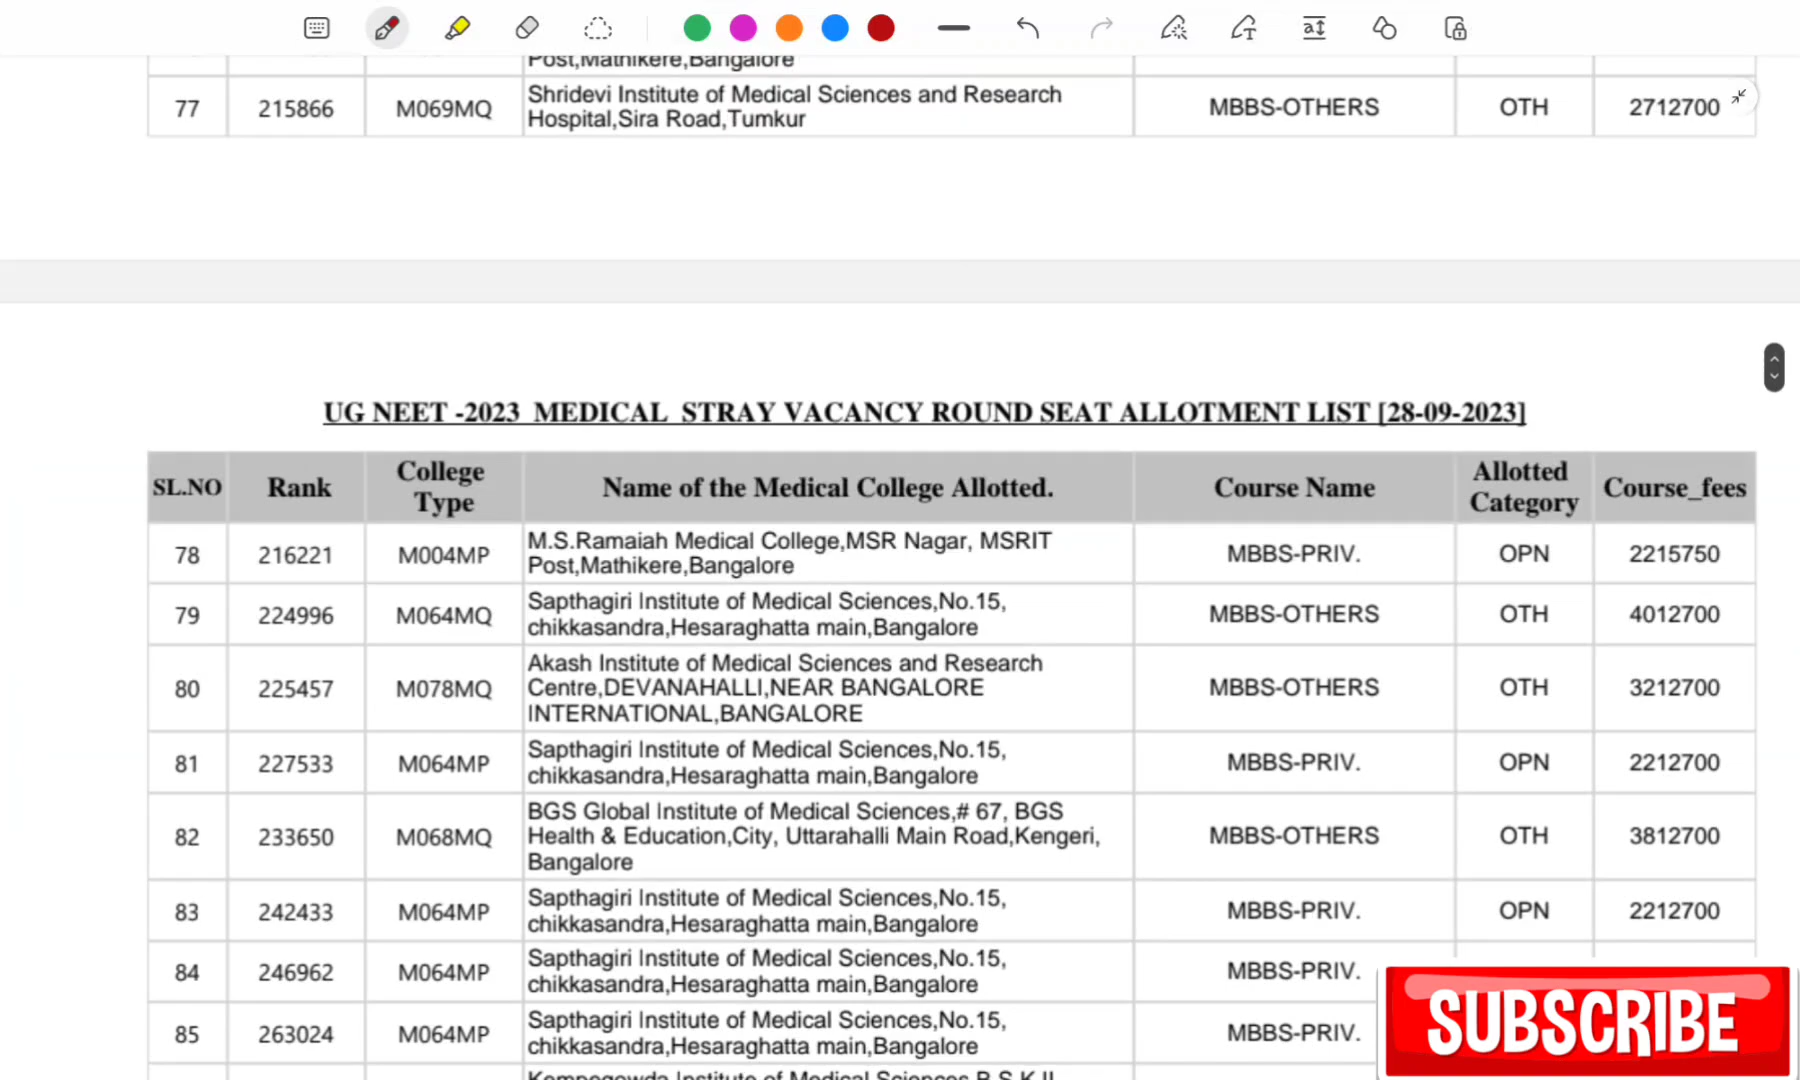 Post,Mathikere,Bangalore
77 215866 M069MQ Shridevi Institute of Medical Sciences and Research MBBS-OTHERS OTH 2712700
Hospital,Sira Road,Tumkur
UG NEET -2023 MEDICAL STRAY VACANCY ROUND SEAT ALLOTMENT LIST [28-09-2023]
SL.NO Rank College Type Name of the Medical College Allotted. Course Name Allotted Category Course_fees
78 216221 M004MP M.S.Ramaiah Medical College,MSR Nagar, MSRIT MBBS-PRIV. OPN 2215750
Post,Mathikere,Bangalore
79 224996 M064MQ Sapthagiri Institute of Medical Sciences,No.15, MBBS-OTHERS OTH 4012700
chikkasandra,Hesaraghatta main,Bangalore
80 225457 M078MQ Akash Institute of Medical Sciences and Research MBBS-OTHERS OTH 3212700
Centre,DEVANAHALLI,NEAR BANGALORE
INTERNATIONAL,BANGALORE
81 227533 M064MP Sapthagiri Institute of Medical Sciences,No.15, MBBS-PRIV. OPN 2212700
chikkasandra,Hesaraghatta main,Bangalore
82 233650 M068MQ BGS Global Institute of Medical Sciences,# 67, BGS MBBS-OTHERS OTH 3812700
Health & Education,City, Uttarahalli Main Road,Kengeri,
Bangalore
83 242433 M064MP Sapthagiri Institute of Medical Sciences,No.15, MBBS-PRIV. OPN 2212700
chikkasandra,Hesaraghatta main,Bangalore
84 246962 M064MP Sapthagiri Institute of Medical Sciences,No.15, MBBS-PRIV.
chikkasandra,Hesaraghatta main,Bangalore
85 263024 M064MP Sapthagiri Institute of Medical Sciences,No.15, MBBS-PRIV.
chikkasandra,Hesaraghatta main,Bangalore
SUBSCRIBE